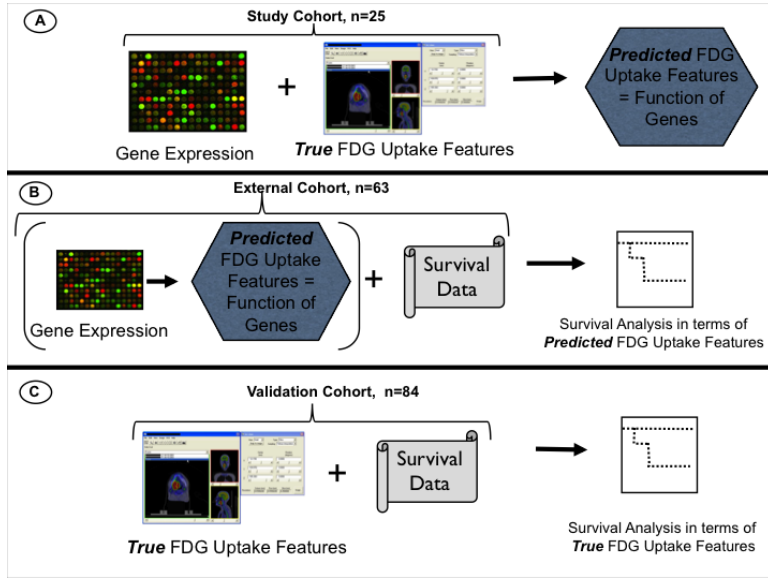 A
Study Cohort, n=25
+
Gene Expression
True FDG Uptake Features
Predicted FDG
Uptake Features
= Function of
Genes
B
External Cohort, n=63
Gene Expression
Predicted
FDG Uptake
Features =
Function of
Genes
+
Survival
Data
Survival Analysis in terms of
Predicted FDG Uptake Features
C
Validation Cohort, n=84
True FDG Uptake Features
+
Survival
Data
Survival Analysis in terms of
True FDG Uptake Features